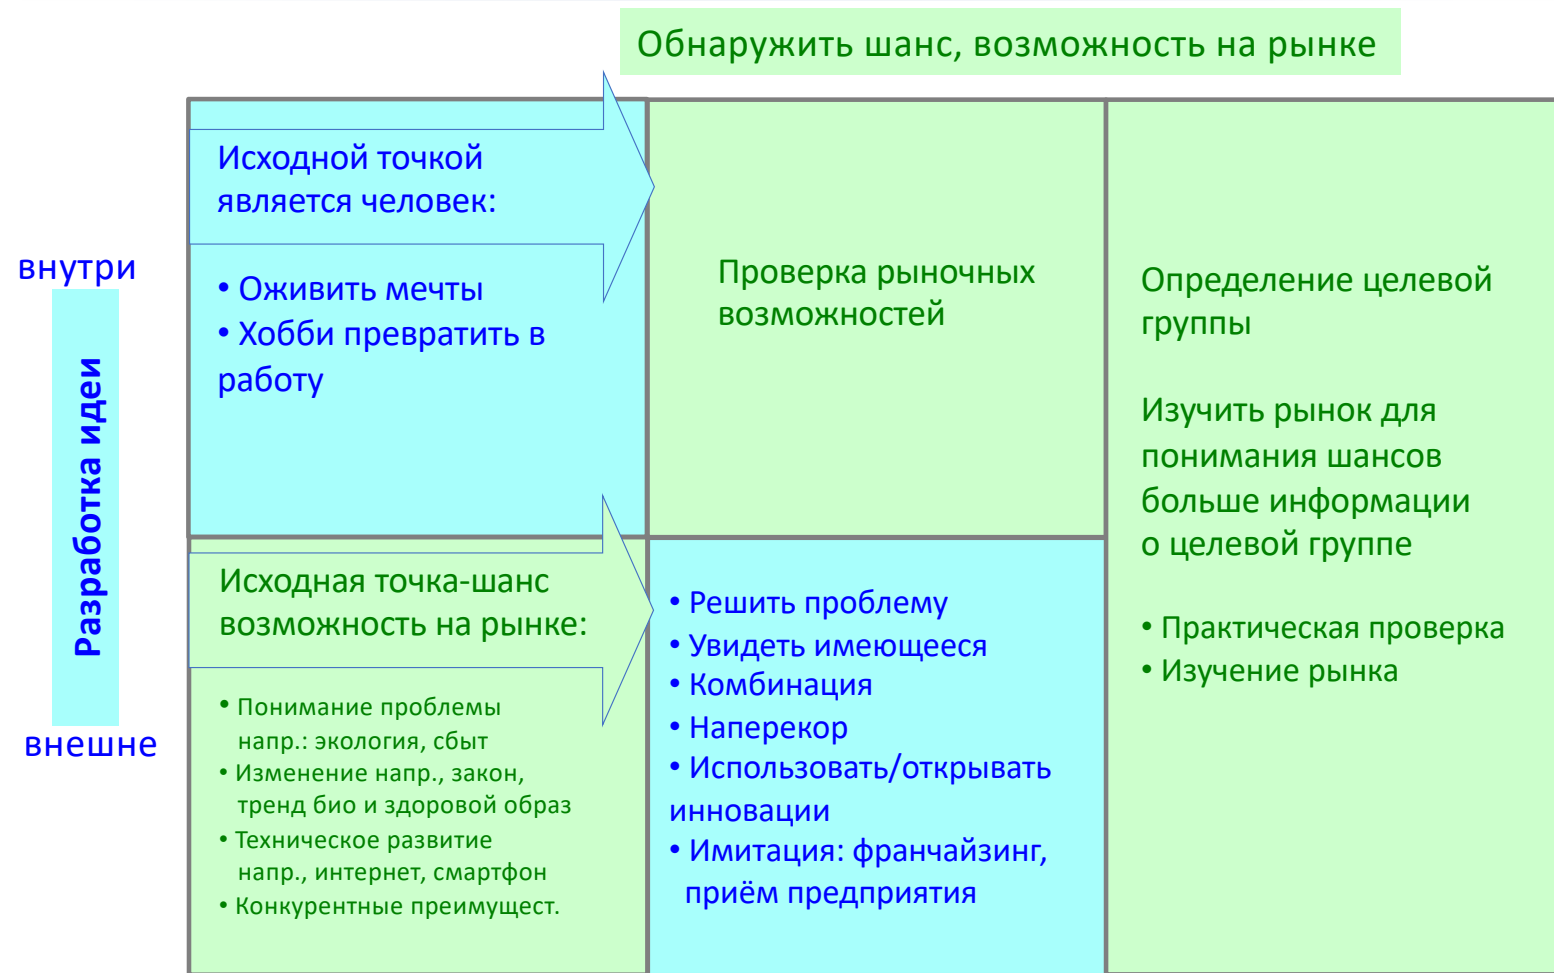 Обнаружить шанс, возможность на рынке
внутри
Разработка идеи
внешне
Исходной точкой
является человек:
• Оживить мечты
• Хобби превратить в
работу
Проверка рыночных
возможностей
Определение целевой
группы
Изучить рынок для
понимания шансов
больше информации
о целевой группе
• Практическая проверка
• Изучение рынка
Исходная точка-шанс
возможность на рынке:
• Понимание проблемы
напр.: экология, сбыт
• Изменение напр., закон,
тренд био и здоровой образ
• Техническое развитие
напр., интернет, смартфон
• Конкурентные преимущест.
• Решить проблему
• Увидеть имеющееся
• Комбинация
• Наперекор
• Использовать/открывать
инновации
• Имитация: франчайзинг,
приём предприятия